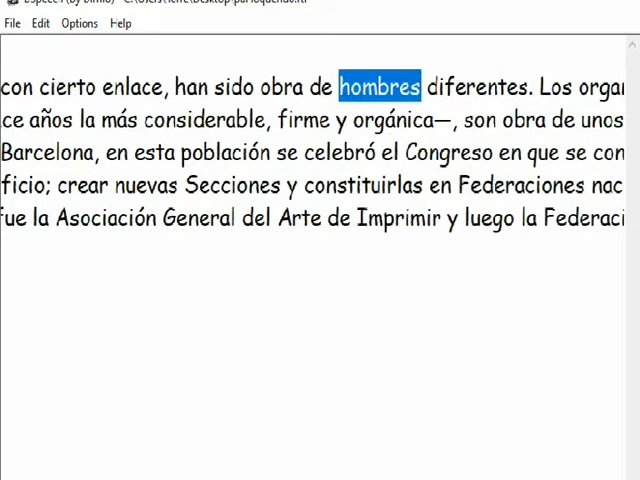 File Edit Options Help
con cierto enlace, han sido obra de hombres diferentes. Los orga
ce años la más considerable, firme y orgánica—, son obra de unos
Barcelona, en esta población se celebró el Congreso en que se con
ficio; crear nuevas Secciones y constituirlas en Federaciones nac
fue la Asociación General del Arte de Imprimir y luego la Federaci